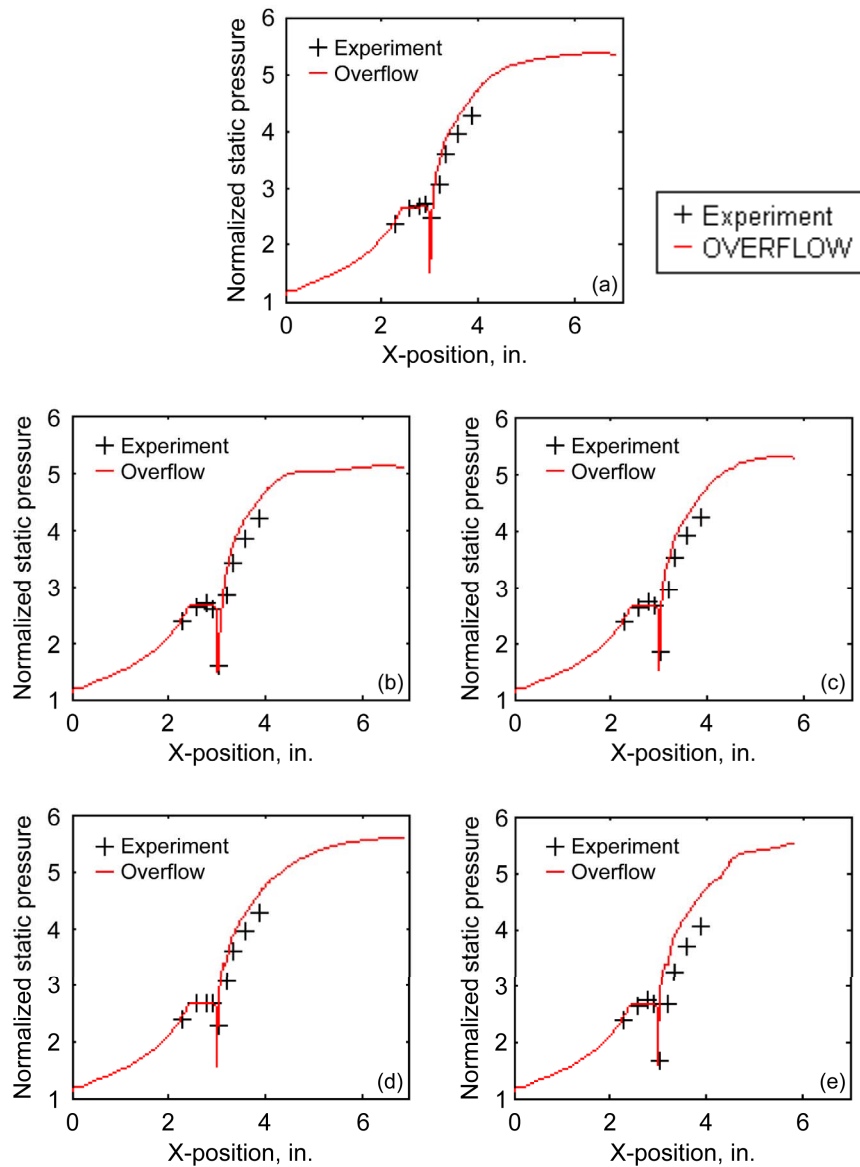 6
5
4
3
2
1
Normalized static pressure
Experiment
Overflow
(a)
0 2 4 6
X-position, in.
Experiment
OVERFLOW
6
5
4
3
2
1
Normalized static pressure
Experiment
Overflow
(b)
0 2 4 6
X-position, in.
6
5
4
3
2
1
Normalized static pressure
Experiment
Overflow
(c)
0 2 4 6
X-position, in.
6
5
4
3
2
1
Normalized static pressure
Experiment
Overflow
(d)
0 2 4 6
X-position, in.
6
5
4
3
2
1
Normalized static pressure
Experiment
Overflow
(e)
0 2 4 6
X-position, in.